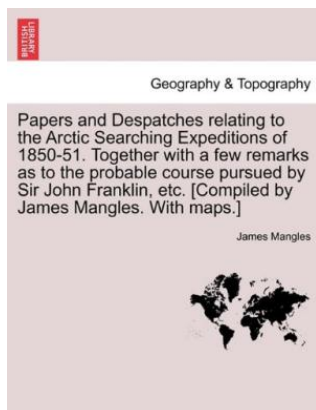 BRITISH
LIBRARY
Geography & Topography
Papers and Despatches relating to
the Arctic Searching Expeditions of
1850-51. Together with a few remarks
as to the probable course pursued by
Sir John Franklin, etc. [Compiled by
James Mangles. With maps.]
James Mangles